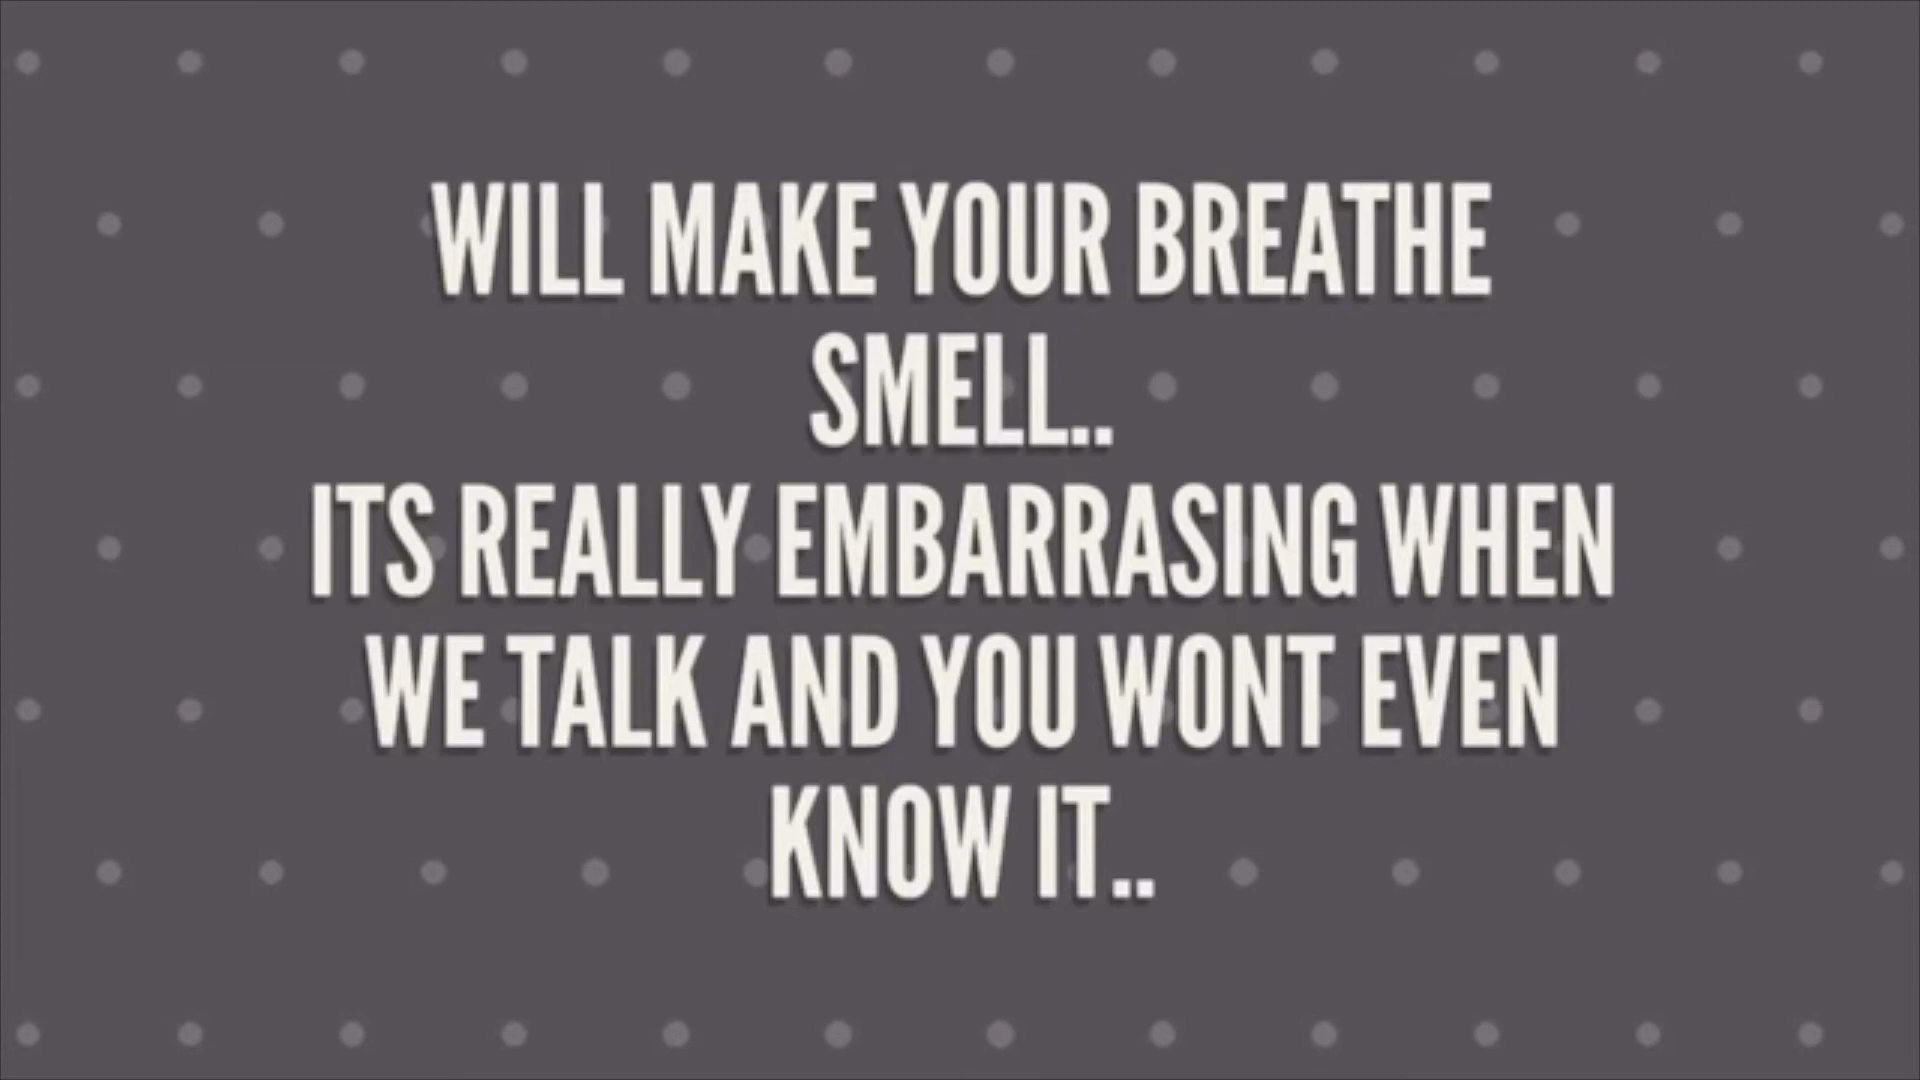 WILL MAKE YOUR BREATHE
SMELL..
ITS REALLY EMBARRASING WHEN
WE TALK AND YOU WONT EVEN
KNOW IT..